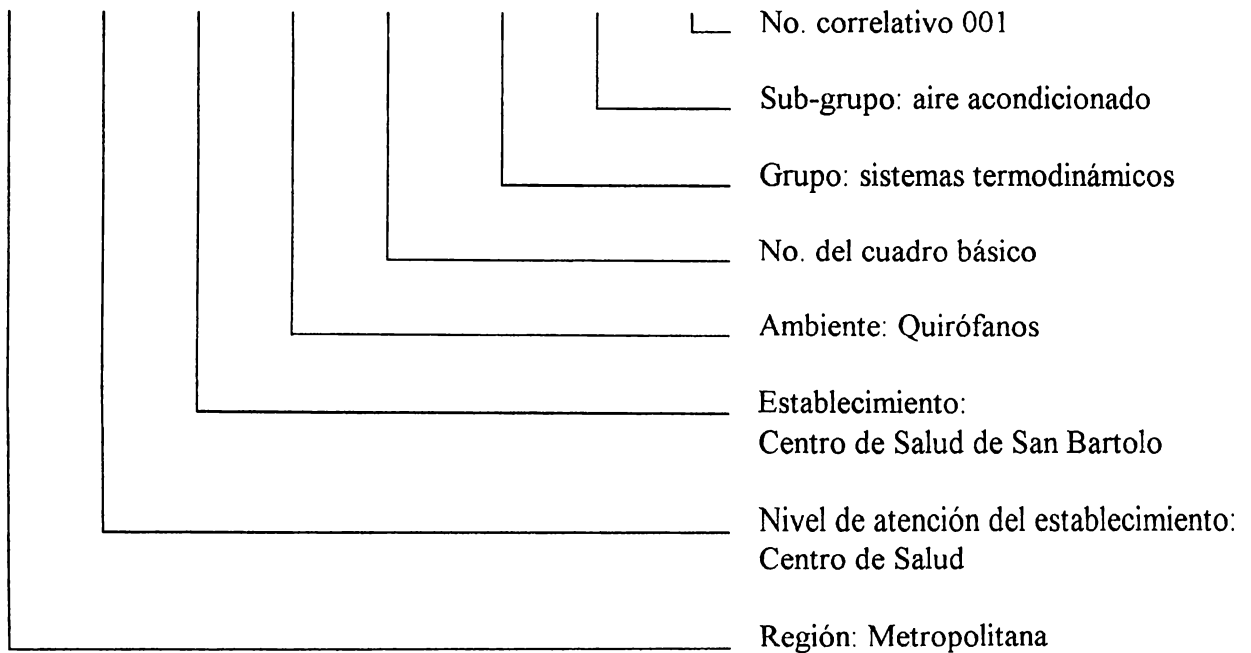 No. correlativo 001
Sub-grupo: aire acondicionado
Grupo: sistemas termodinámicos
No. del cuadro básico
Ambiente: Quirófanos
Establecimiento:
Centro de Salud de San Bartolo
Nivel de atención del establecimiento:
Centro de Salud
Región: Metropolitana